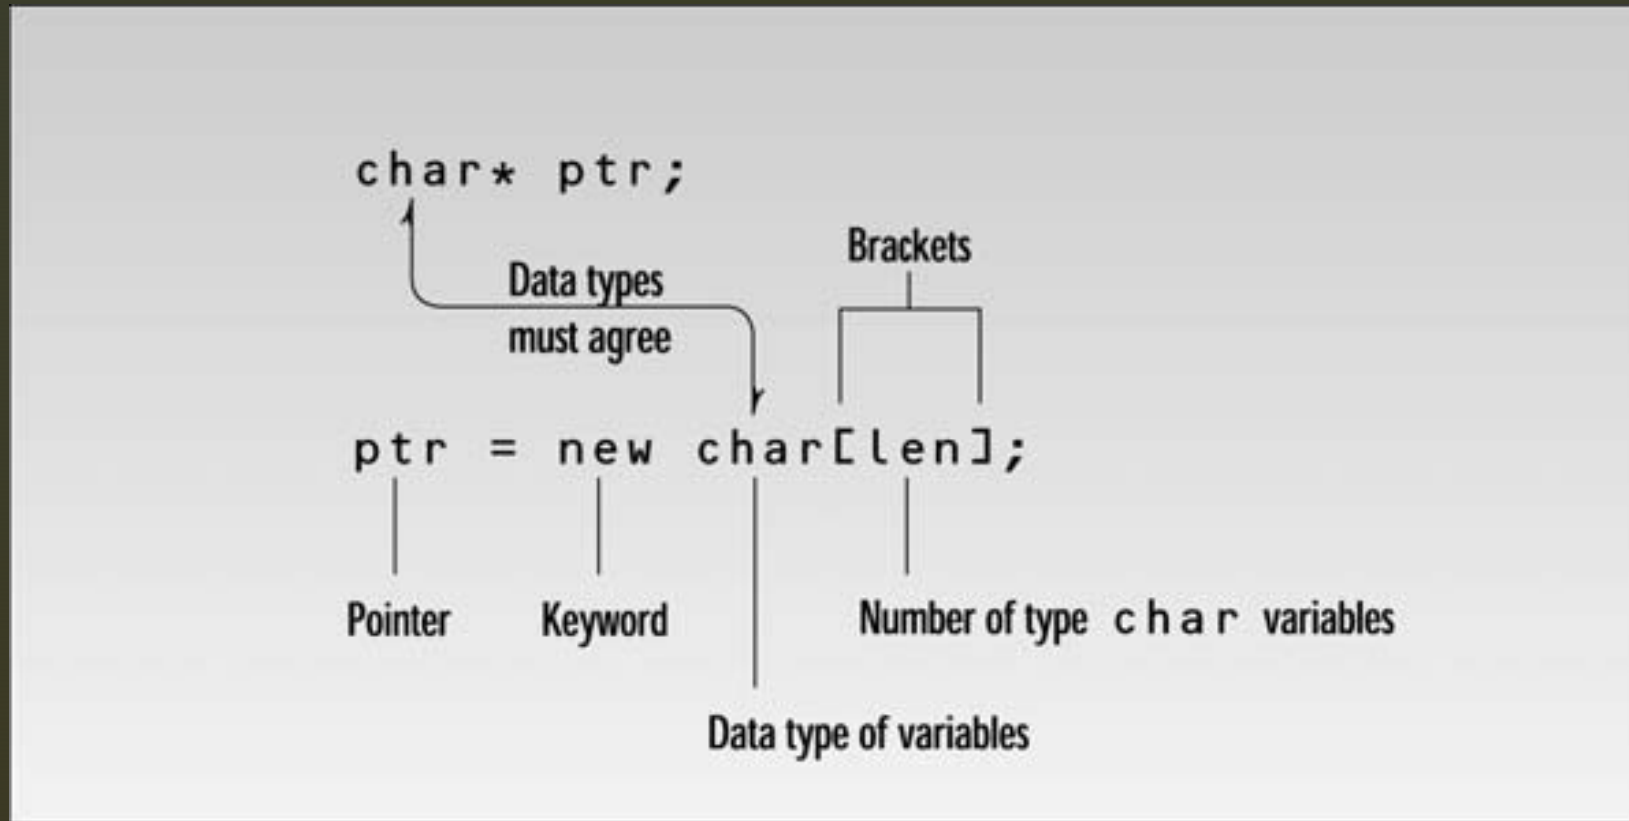 char* ptr;
Brackets
Data types
must agree
ptr = new char[len];
Pointer
Keyword
Number of type char variables
Data type of variables